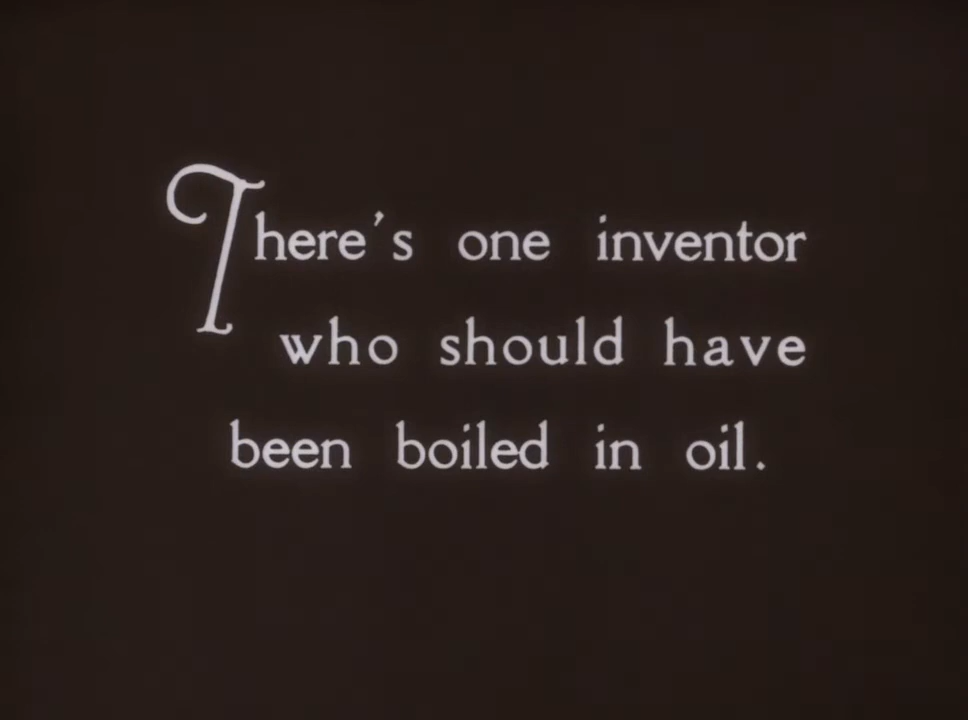 There's one inventor
who should have
been boiled in oil.